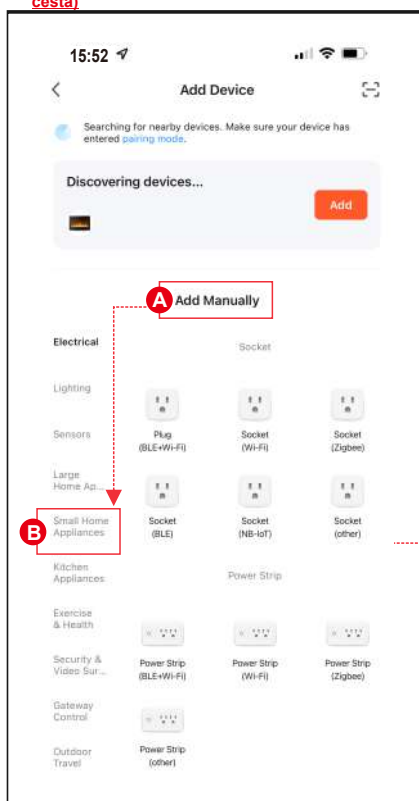 cesta)
15:52
Add Device
Searching for nearby devices. Make sure your device has
entered pairing mode.
Discovering devices...
Add
A Add Manually
Electrical
Socket
Lighting
Plug
(BLE+Wi-Fi)
Socket
(Wi-Fi)
Socket
(Zigbee)
Sensors
Large
Home Ap...
Socket
(BLE)
Socket
(NB-IoT)
Socket
(other)
B Small Home
Appliances
Kitchen
Appliances
Power Strip
Exercise
& Health
Power Strip
(BLE+Wi-Fi)
Power Strip
(Wi-Fi)
Power Strip
(Zigbee)
Security &
Video Sur...
Gateway
Control
Power Strip
(other)
Outdoor
Travel